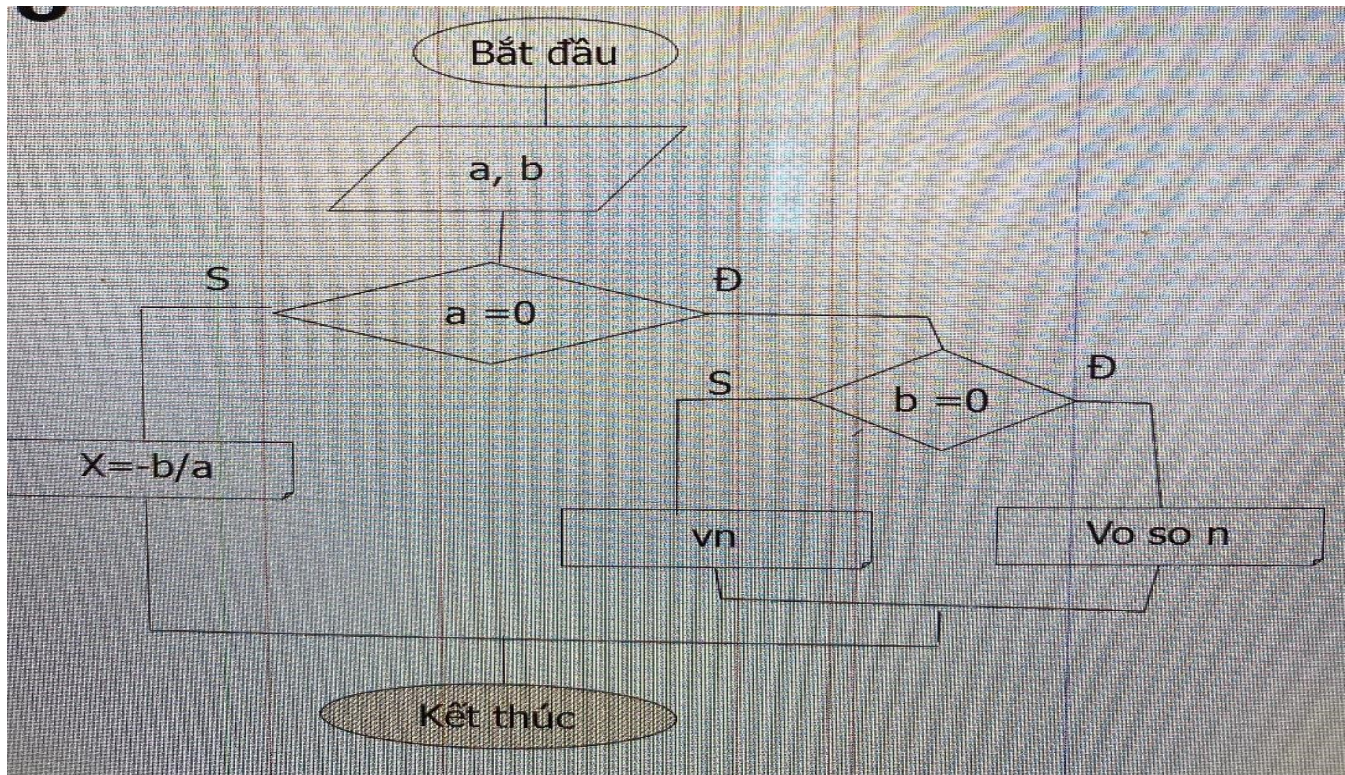 Bắt đầu
a, b
S
Đ
a =0
S
Đ
b =0
X=-b/a
vn
Vo so n
Kết thúc